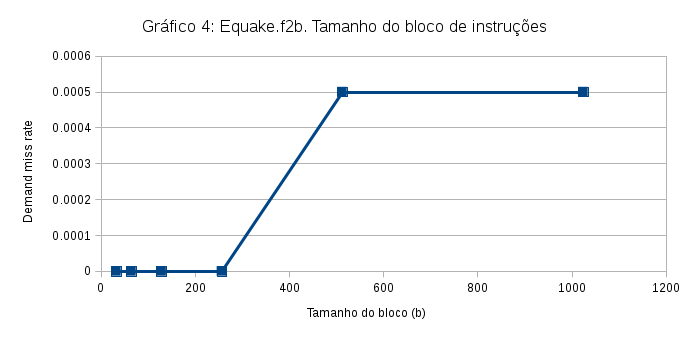 Gráfico 4: Equake.f2b. Tamanho do bloco de instruções
0.0006
0.0005
0.0004
0.0003
0.0002
0.0001
0
Demand miss rate
0 200 400 600 800 1000 1200
Tamanho do bloco (b)